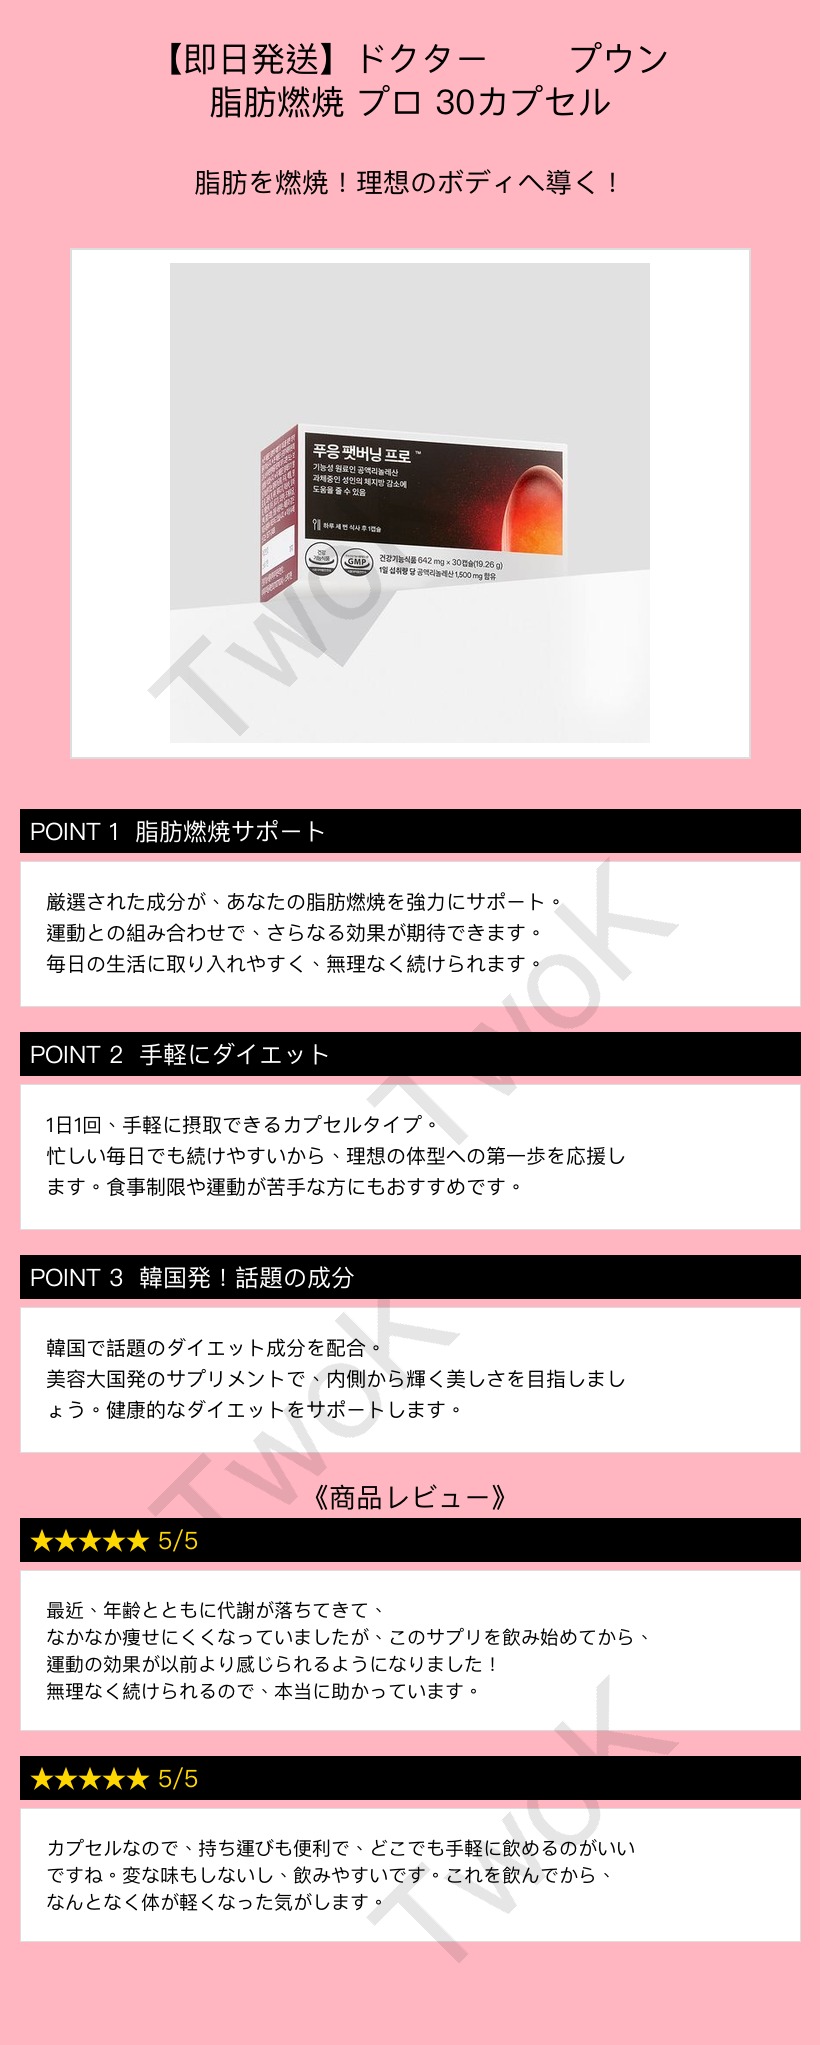 【即日発送】ドクター　　プウン
脂肪燃焼 プロ 30カプセル
脂肪を燃焼！理想のボディへ導く！
푸응 팻버닝 프로 ™
기능성 원료인 공액리놀레산
과체중인 성인의 체지방 감소에
도움을 줄 수 있음
하루 세 번 식사 후 1캡슐
건강
기능식품
GMP
건강기능식품 642 mg × 30캡슐(19.26 g)
1일 섭취량 당 공액리놀레산 1,500 mg 함유
TwoK
POINT 1 脂肪燃焼サポート
厳選された成分が、あなたの脂肪燃焼を強力にサポート。
運動との組み合わせで、さらなる効果が期待できます。
毎日の生活に取り入れやすく、無理なく続けられます。
TwoK
POINT 2 手軽にダイエット
1日1回、手軽に摂取できるカプセルタイプ。
忙しい毎日でも続けやすいから、理想の体型への第一歩を応援し
ます。食事制限や運動が苦手な方にもおすすめです。
POINT 3 韓国発！話題の成分
韓国で話題のダイエット成分を配合。
美容大国発のサプリメントで、内側から輝く美しさを目指しまし
ょう。健康的なダイエットをサポートします。
TwoK
《商品レビュー》
★★★★★ 5/5
最近、年齢とともに代謝が落ちてきて、
なかなか痩せにくくなっていましたが、このサプリを飲み始めてから、
運動の効果が以前より感じられるようになりました！
無理なく続けられるので、本当に助かっています。
★★★★★ 5/5
カプセルなので、持ち運びも便利で、どこでも手軽に飲めるのがいい
ですね。変な味もしないし、飲みやすいです。これを飲んでから、
なんとなく体が軽くなった気がします。
TwoK